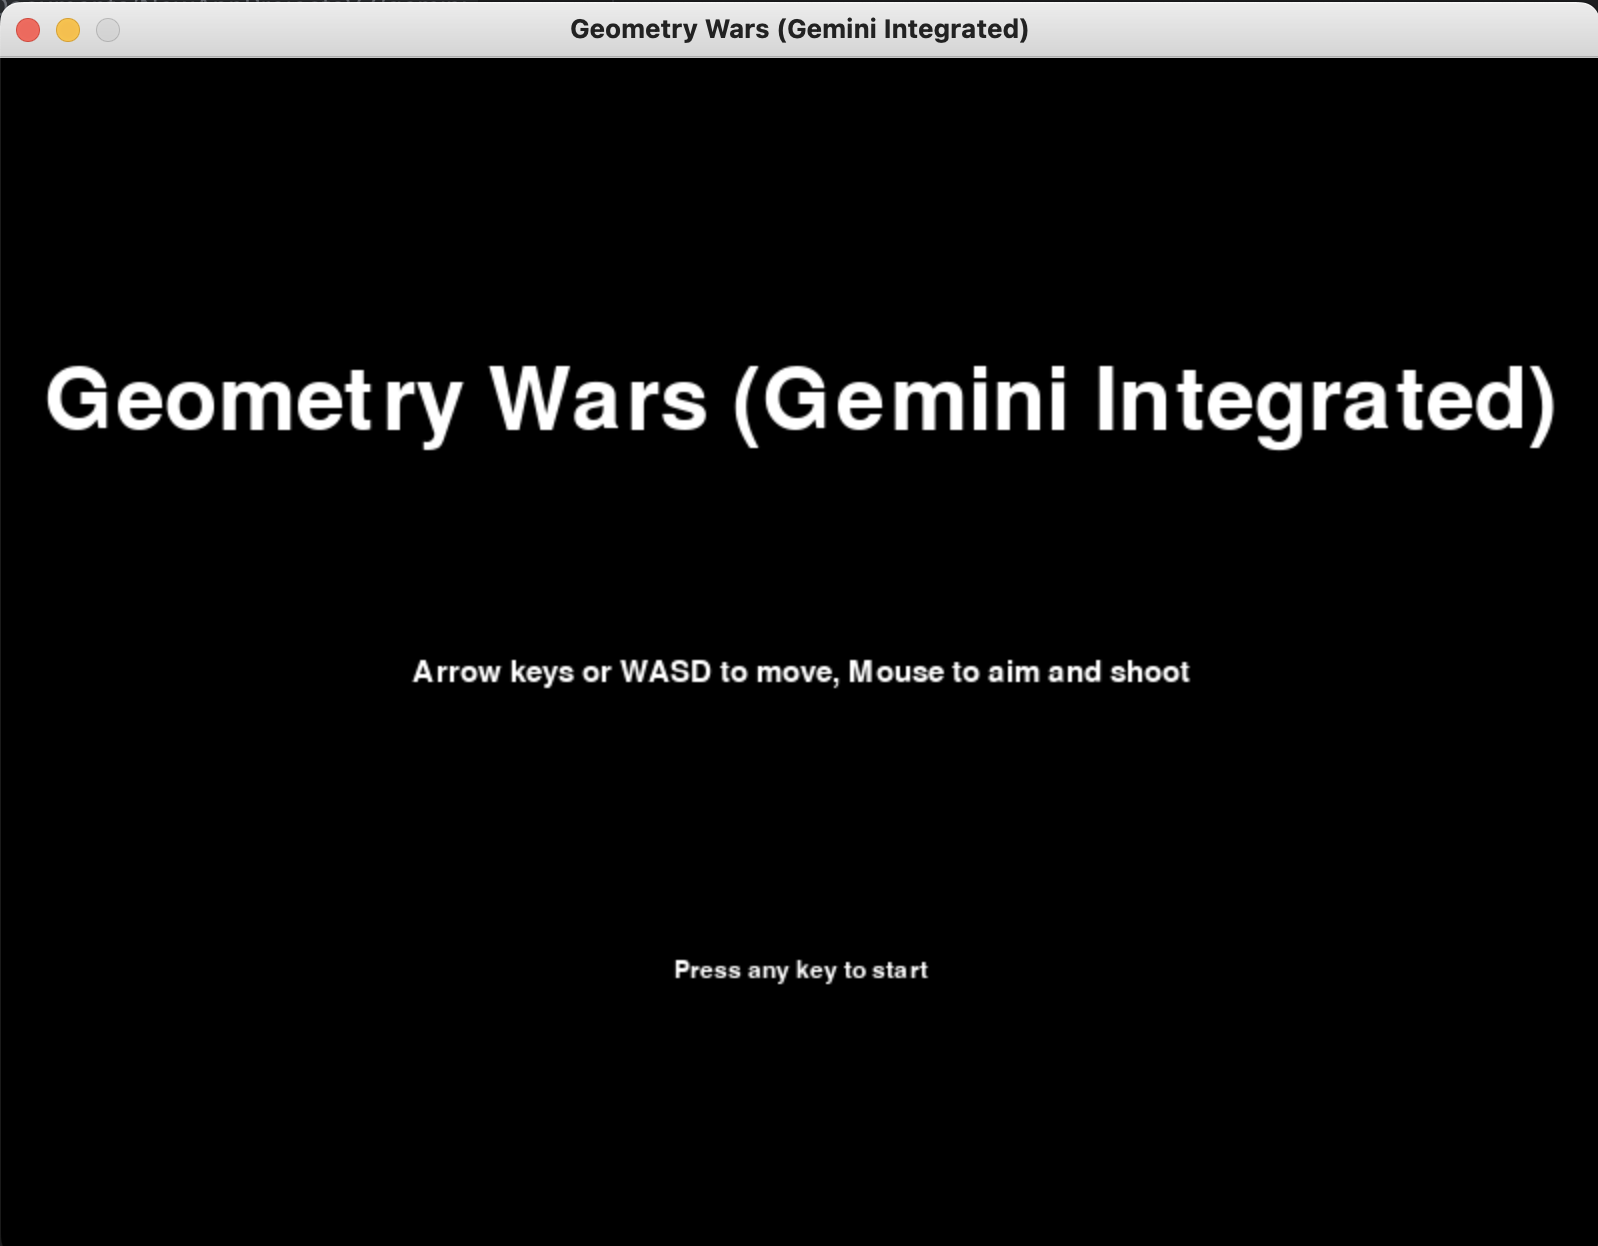 Geometry Wars (Gemini Integrated)
Geometry Wars (Gemini Integrated)
Arrow keys or WASD to move, Mouse to aim and shoot
Press any key to start